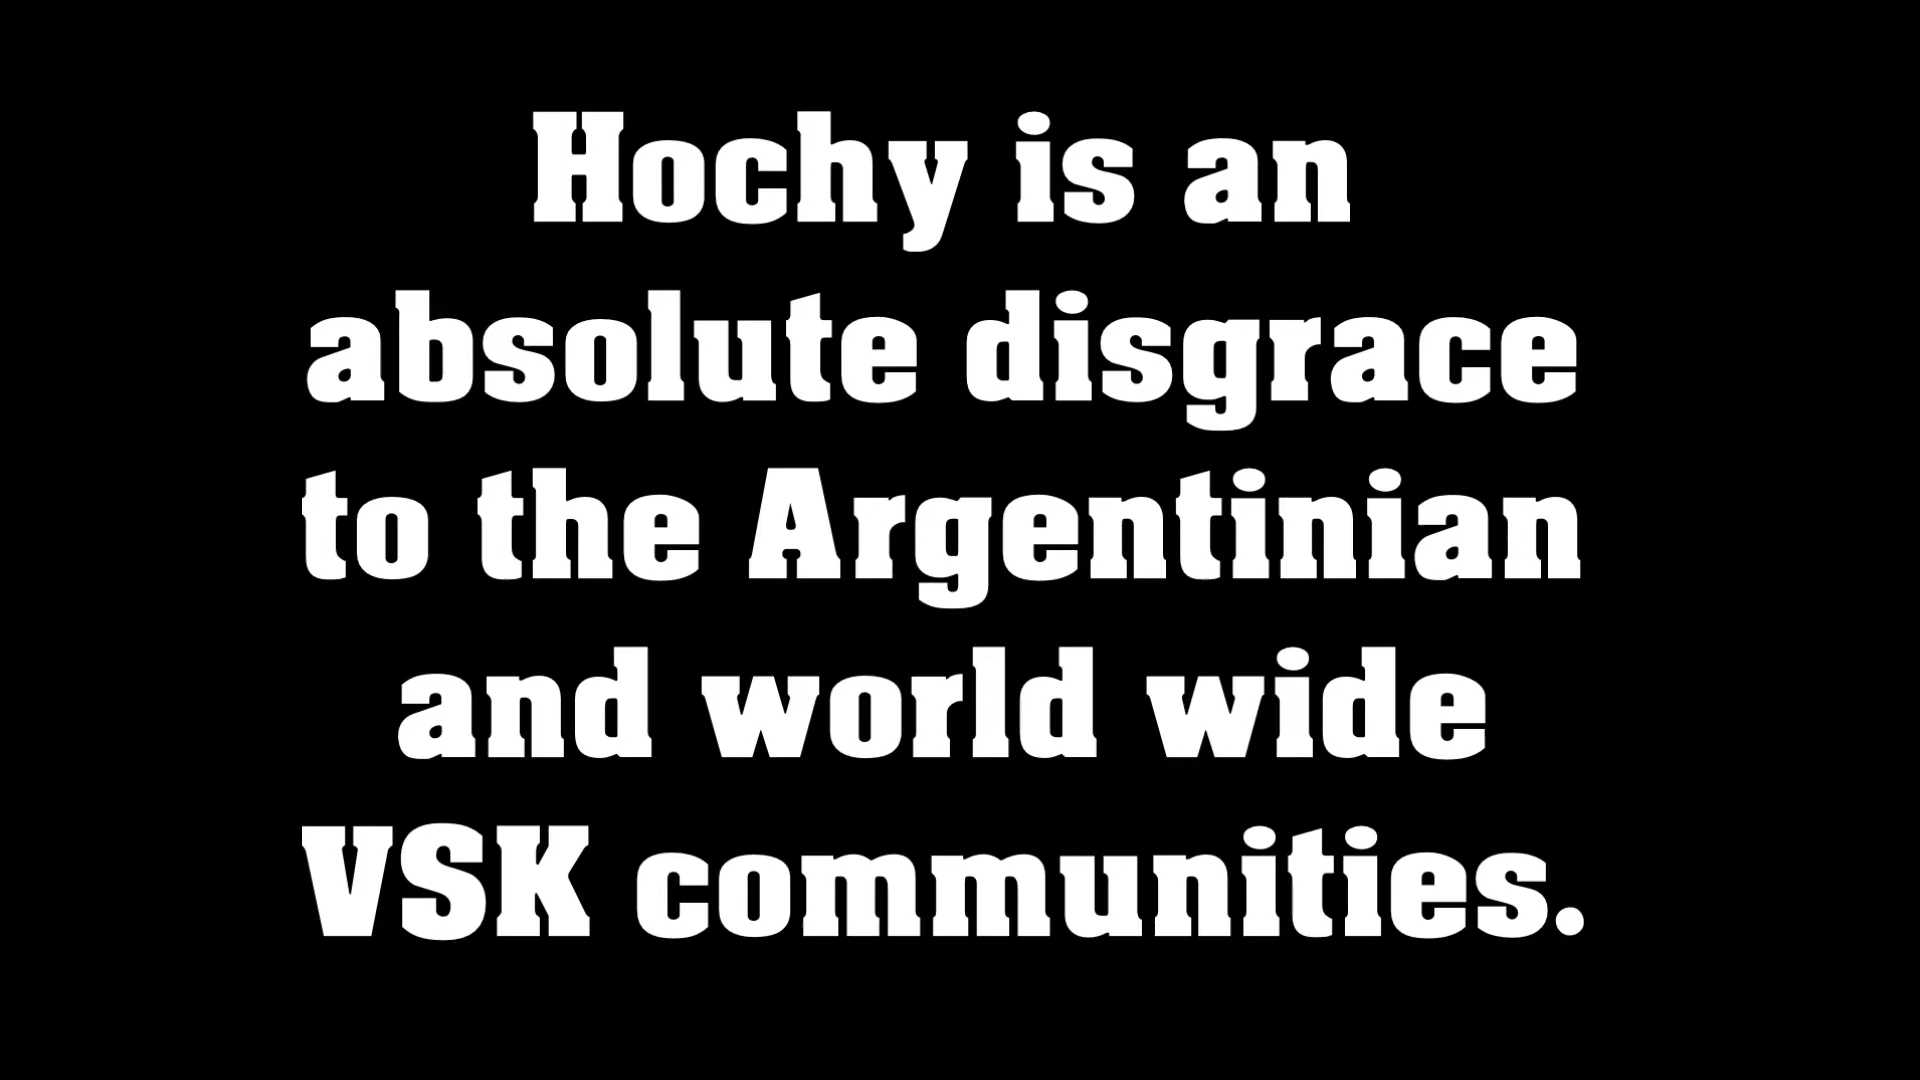 Hochy is an
absolute disgrace
to the Argentinian
and world wide
VSK communities.